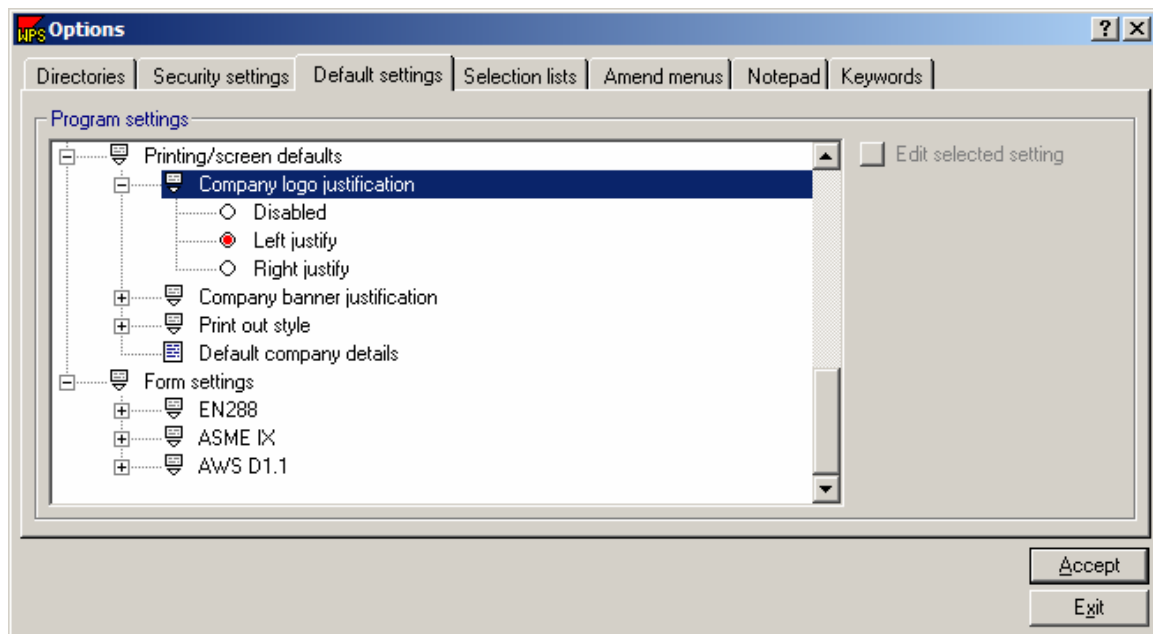 WPS Options
Directories Security settings Default settings Selection lists Amend menus Notepad Keywords
Program settings
Printing/screen defaults
Edit selected setting
Company logo justification
Disabled
Left justify
Right justify
Company banner justification
Print out style
Default company details
Form settings
EN288
ASME IX
AWS D1.1
Accept
Exit